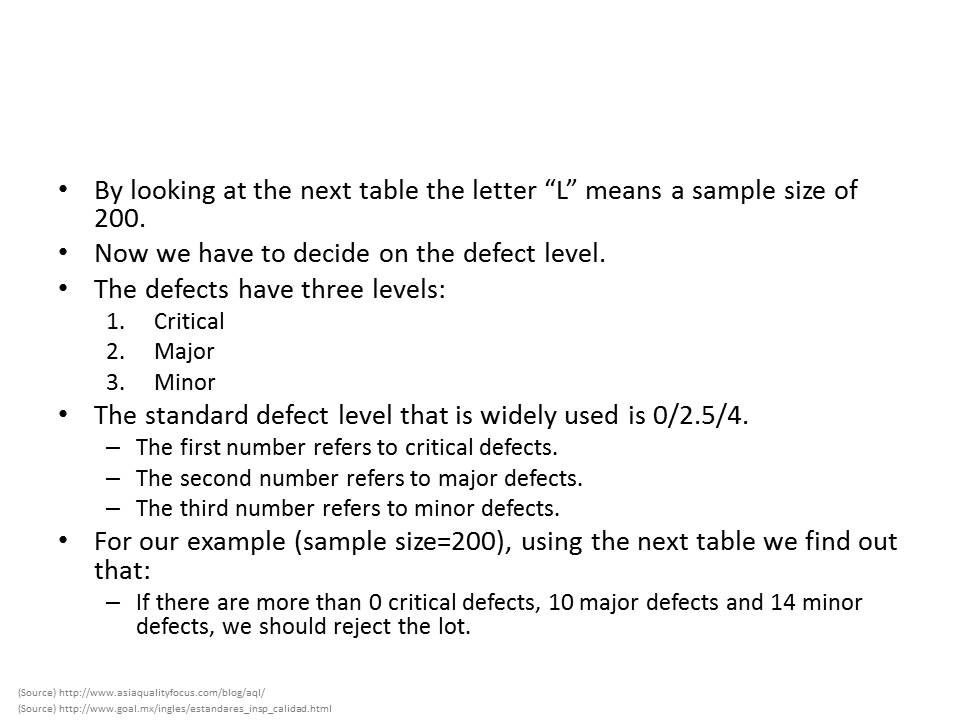 • By looking at the next table the letter “L” means a sample size of
200.
• Now we have to decide on the defect level.
• The defects have three levels:
1. Critical
2. Major
3. Minor
• The standard defect level that is widely used is 0/2.5/4.
– The first number refers to critical defects.
– The second number refers to major defects.
– The third number refers to minor defects.
• For our example (sample size=200), using the next table we find out
that:
– If there are more than 0 critical defects, 10 major defects and 14 minor
defects, we should reject the lot.
(Source) http://www.asiaqualityfocus.com/blog/aql/
(Source) http://www.goal.mx/ingles/estandares_insp_calidad.html